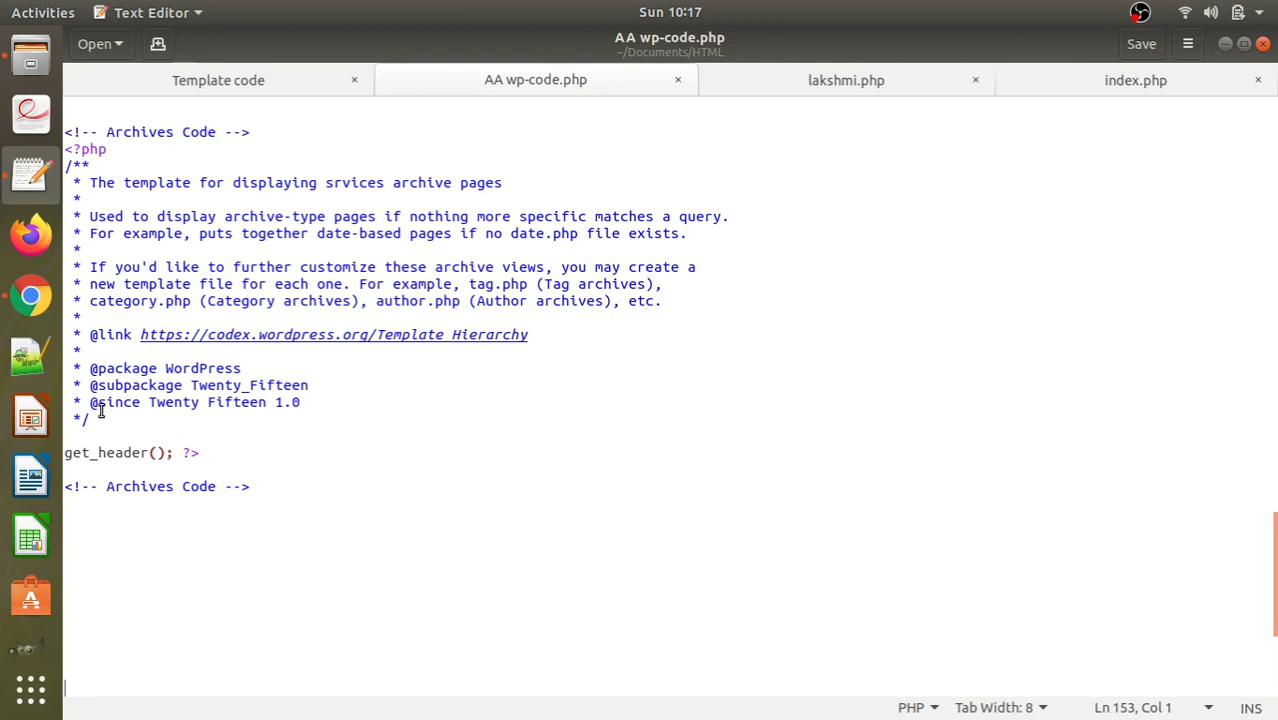 Activities
Text Editor
Sun 10:17
Open
AA wp-code.php
~/Documents/HTML
Save
Template code
AA wp-code.php
lakshmi.php
index.php
<!-- Archives Code -->
<?php
/**
 * The template for displaying srvices archive pages
 *
 * Used to display archive-type pages if nothing more specific matches a query.
 * For example, puts together date-based pages if no date.php file exists.
 *
 * If you'd like to further customize these archive views, you may create a
 * new template file for each one. For example, tag.php (Tag archives),
 * category.php (Category archives), author.php (Author archives), etc.
 *
 * @link https://codex.wordpress.org/Template_Hierarchy
 *
 * @package WordPress
 * @subpackage Twenty_Fifteen
 * @since Twenty Fifteen 1.0
 */
get_header(); ?>
<!-- Archives Code -->
PHP
Tab Width: 8
Ln 153, Col 1
INS